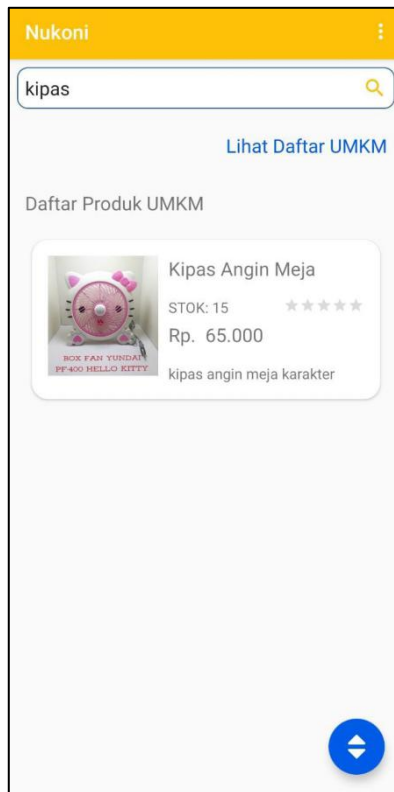 Nukoni
kipas
Lihat Daftar UMKM
Daftar Produk UMKM
Kipas Angin Meja
STOK: 15
Rp. 65.000
kipas angin meja karakter
BOX FAN YUNDAI
PF-400 HELLO KITTY